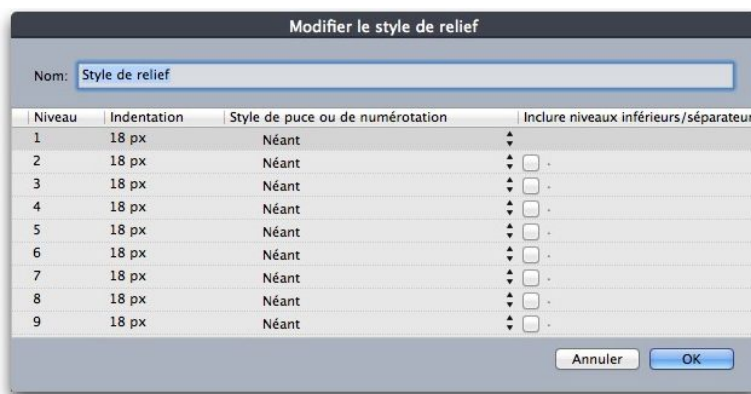 Modifier le style de relief
Nom: Style de relief
Niveau Indentation Style de puce ou de numérotation Inclure niveaux inférieurs/séparateur
1 18 px Néant
2 18 px Néant .
3 18 px Néant .
4 18 px Néant .
5 18 px Néant .
6 18 px Néant .
7 18 px Néant .
8 18 px Néant .
9 18 px Néant .
Annuler OK